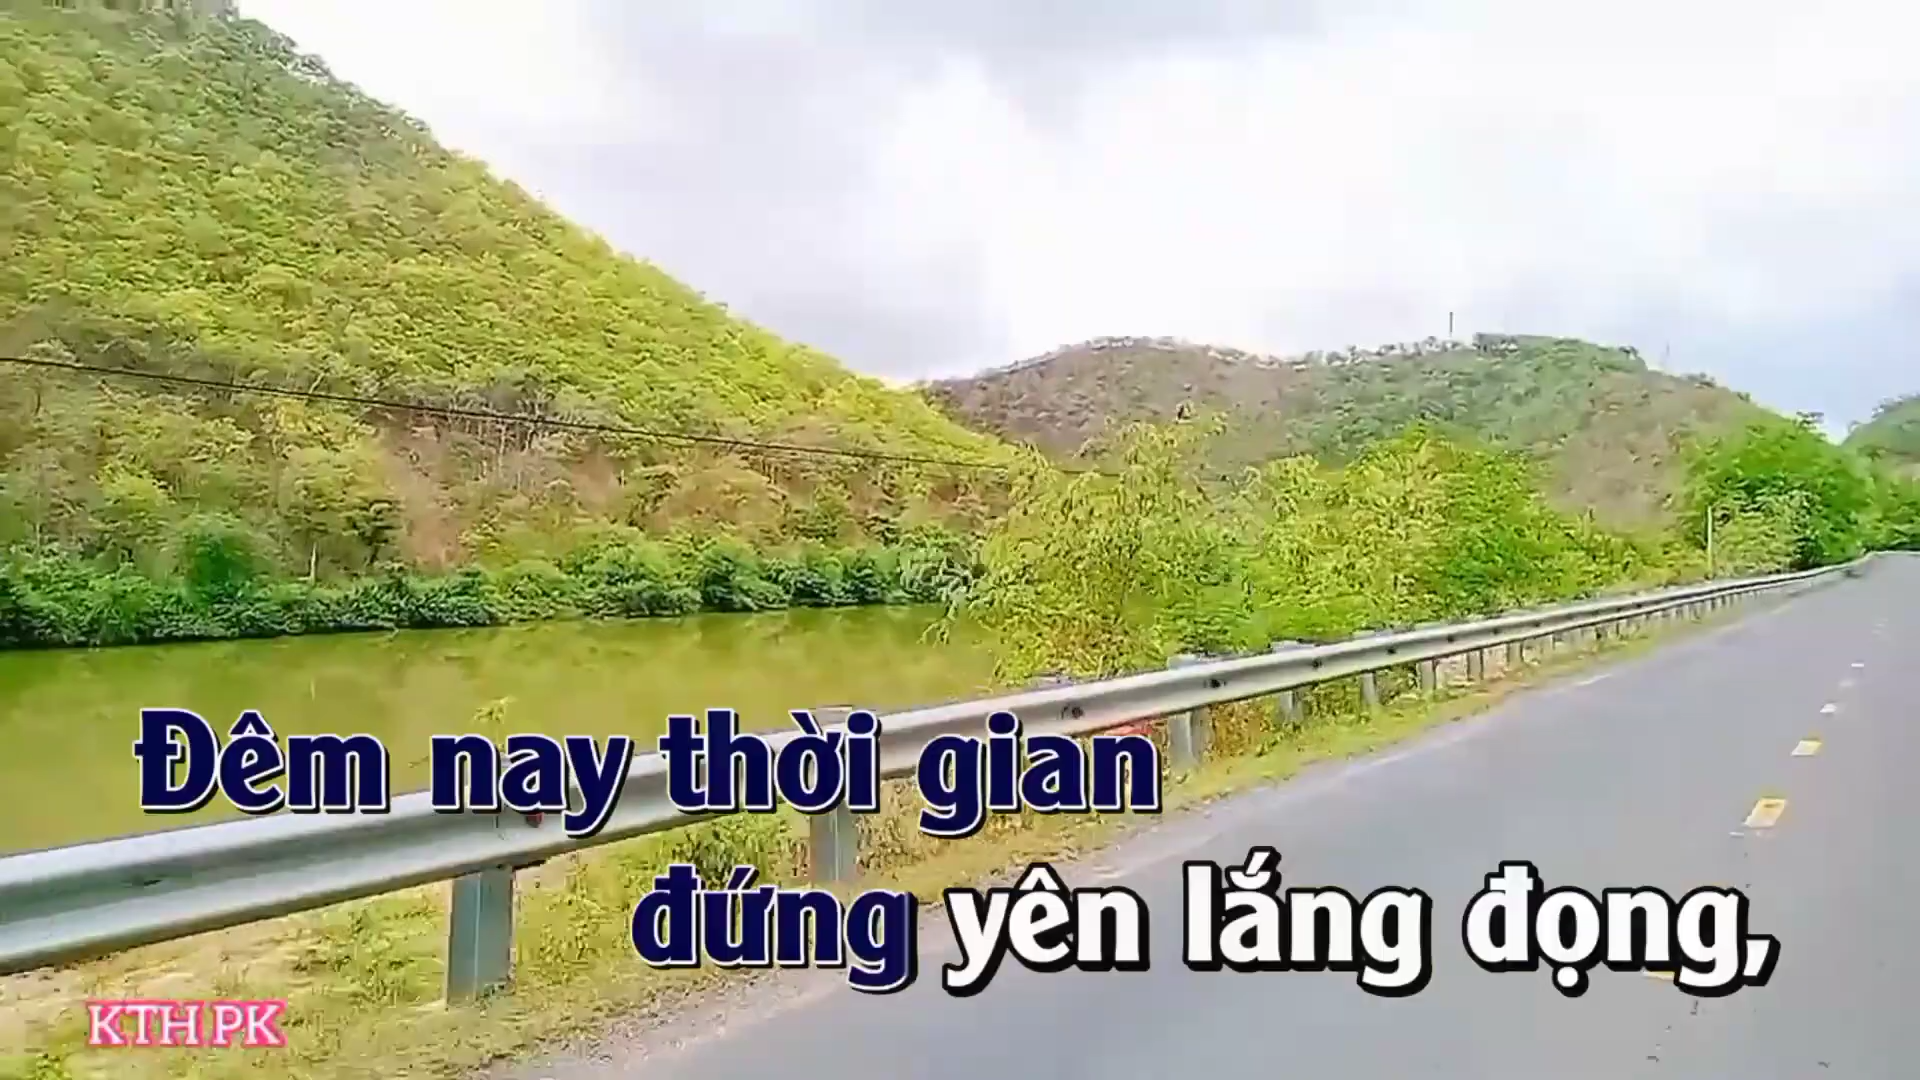 Đêm nay thời gian
đứng yên lắng đọng,
KTH PK